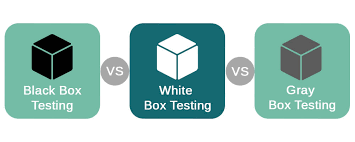 Black Box
Testing
VS
White
Box Testing
VS
Gray
Box Testing